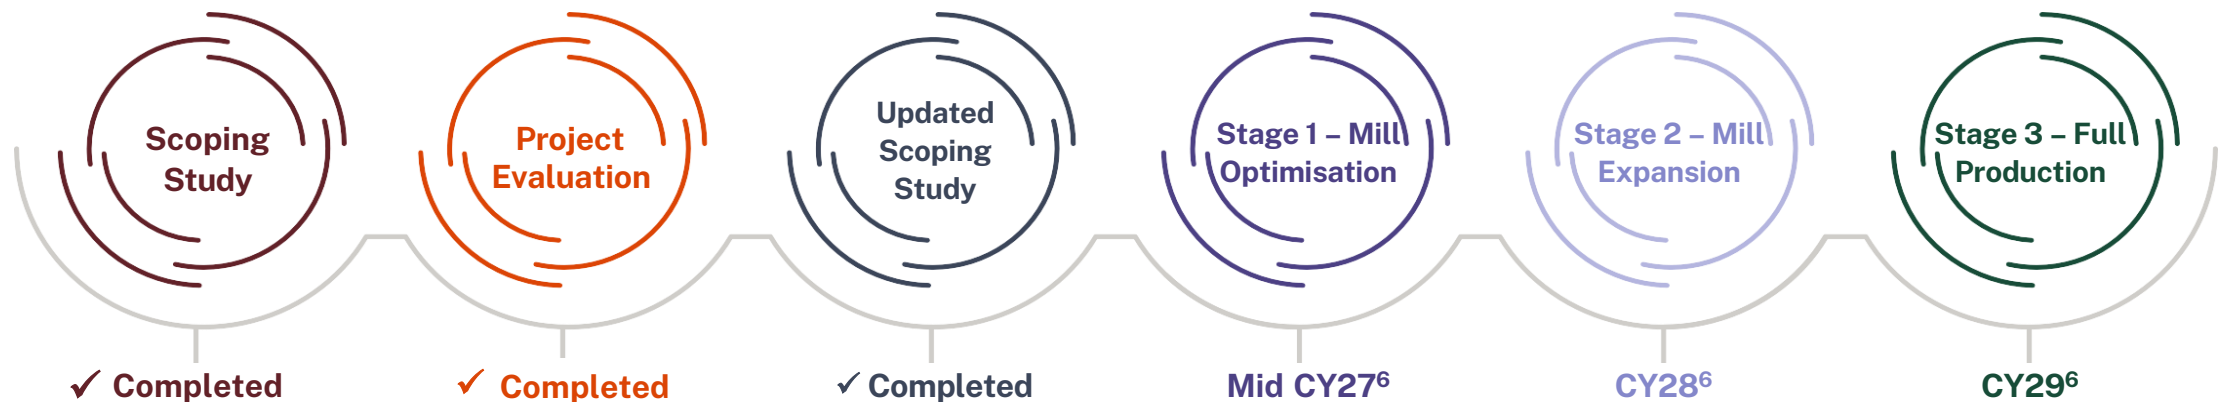 Scoping
Study
Project
Evaluation
Updated
Scoping
Study
Stage 1 – Mill
Optimisation
Stage 2 – Mill
Expansion
Stage 3 – Full
Production
✓ Completed
✓ Completed
✓ Completed
Mid CY27⁶
CY28⁶
CY29⁶